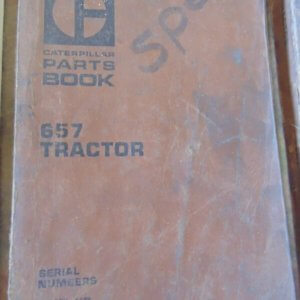 CATERPILLAR
PARTS
BOOK
657
TRACTOR
SERIAL
NUMBERS